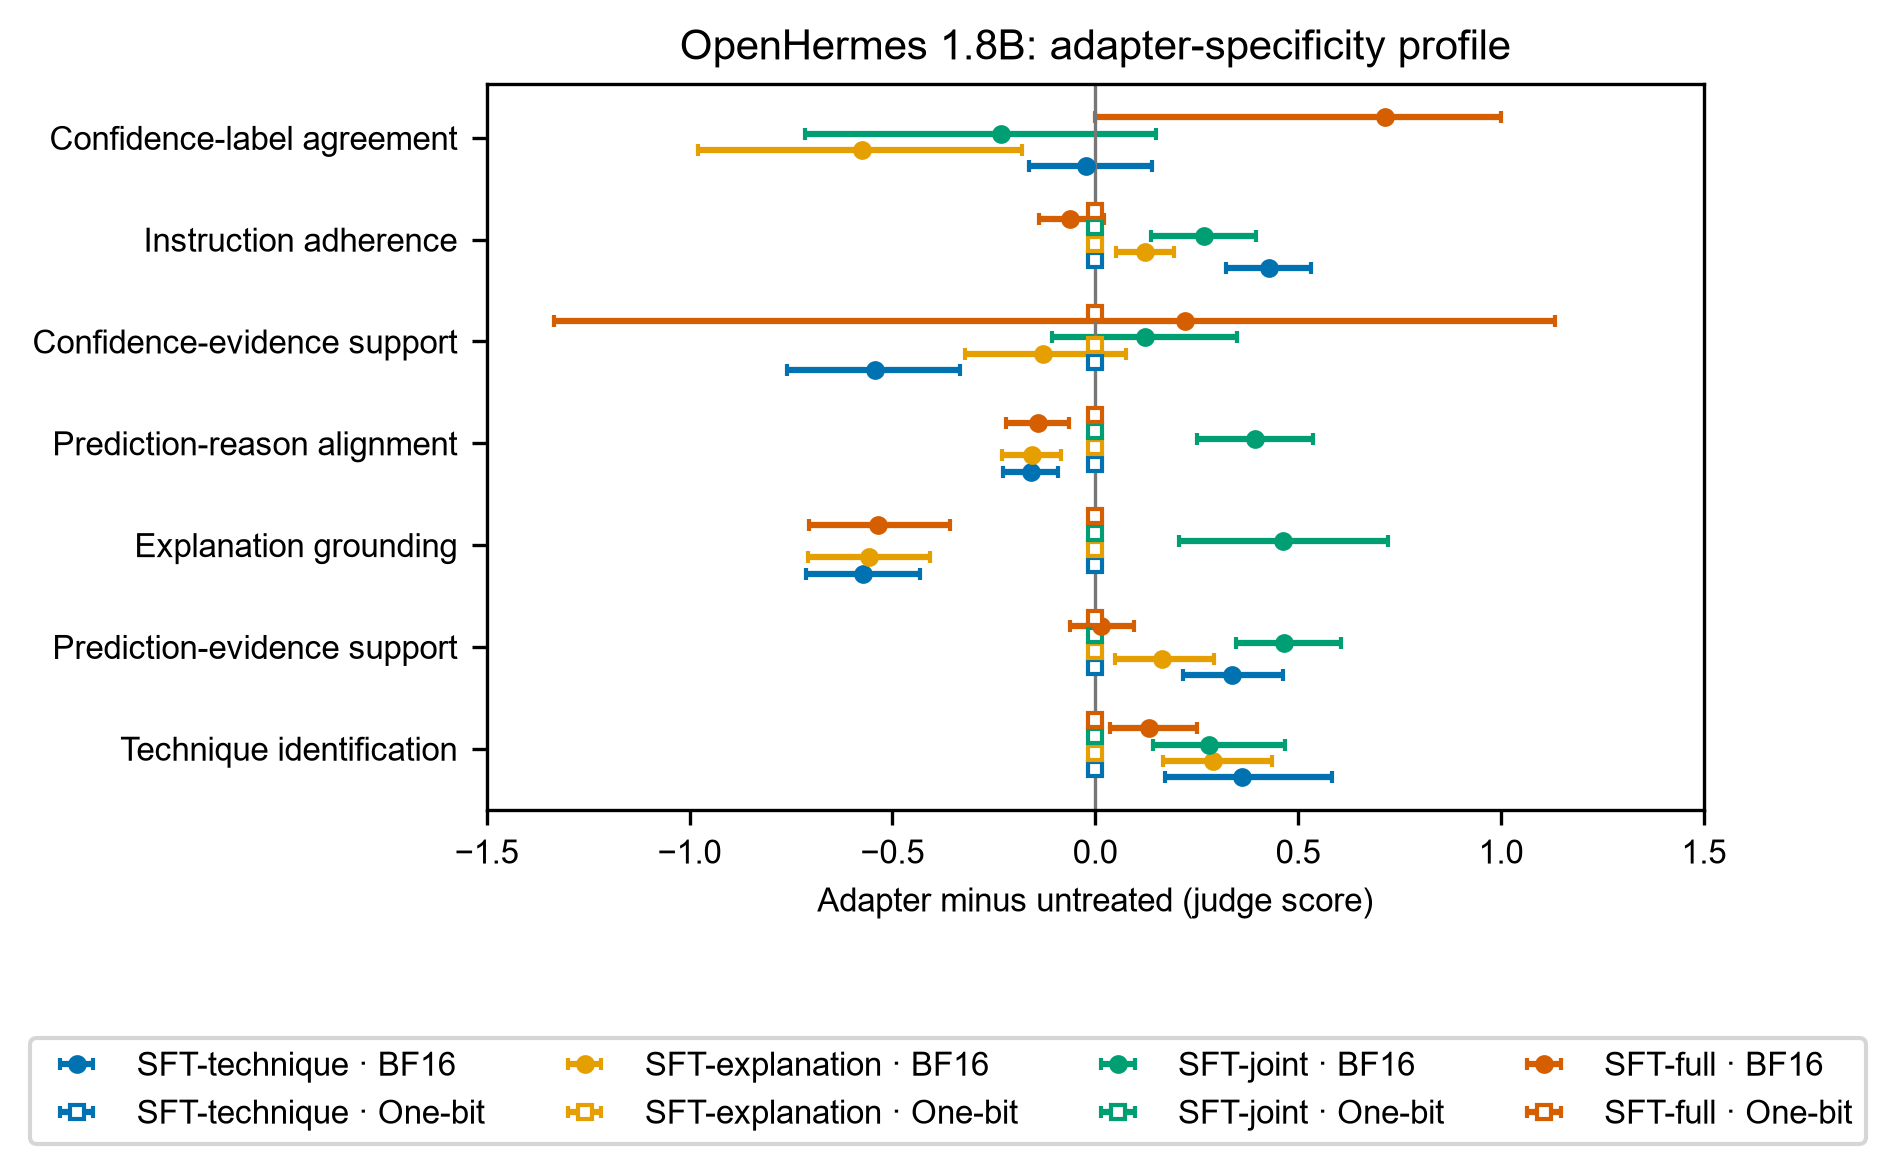 OpenHermes 1.8B: adapter-specificity profile
Confidence-label agreement
Instruction adherence
Confidence-evidence support
Prediction-reason alignment
Explanation grounding
Prediction-evidence support
Technique identification
−1.5 −1.0 −0.5 0.0 0.5 1.0 1.5
Adapter minus untreated (judge score)
SFT-technique · BF16 SFT-explanation · BF16 SFT-joint · BF16 SFT-full · BF16
SFT-technique · One-bit SFT-explanation · One-bit SFT-joint · One-bit SFT-full · One-bit